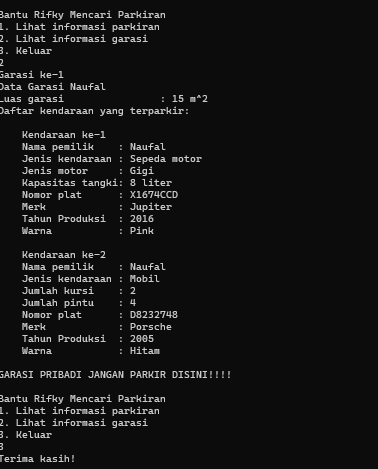 Bantu Rifky Mencari Parkiran
1. Lihat informasi parkiran
2. Lihat informasi garasi
3. Keluar
2
Garasi ke-1
Data Garasi Naufal
Luas garasi : 15 m^2
Daftar kendaraan yang terparkir:
Kendaraan ke-1
Nama pemilik : Naufal
Jenis kendaraan : Sepeda motor
Jenis motor : Gigi
Kapasitas tangki: 8 liter
Nomor plat : X1674CCD
Merk : Jupiter
Tahun Produksi : 2016
Warna : Pink
Kendaraan ke-2
Nama pemilik : Naufal
Jenis kendaraan : Mobil
Jumlah kursi : 2
Jumlah pintu : 4
Nomor plat : D8232748
Merk : Porsche
Tahun Produksi : 2005
Warna : Hitam
GARASI PRIBADI JANGAN PARKIR DISINI!!!!
Bantu Rifky Mencari Parkiran
1. Lihat informasi parkiran
2. Lihat informasi garasi
3. Keluar
3
Terima kasih!